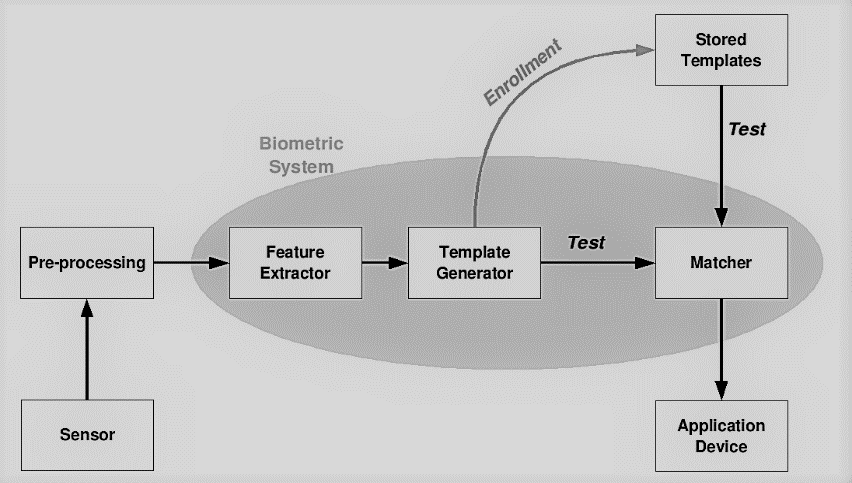 Stored
Templates
Enrollment
Test
Biometric
System
Pre-processing
Feature
Extractor
Template
Generator
Test
Matcher
Sensor
Application
Device